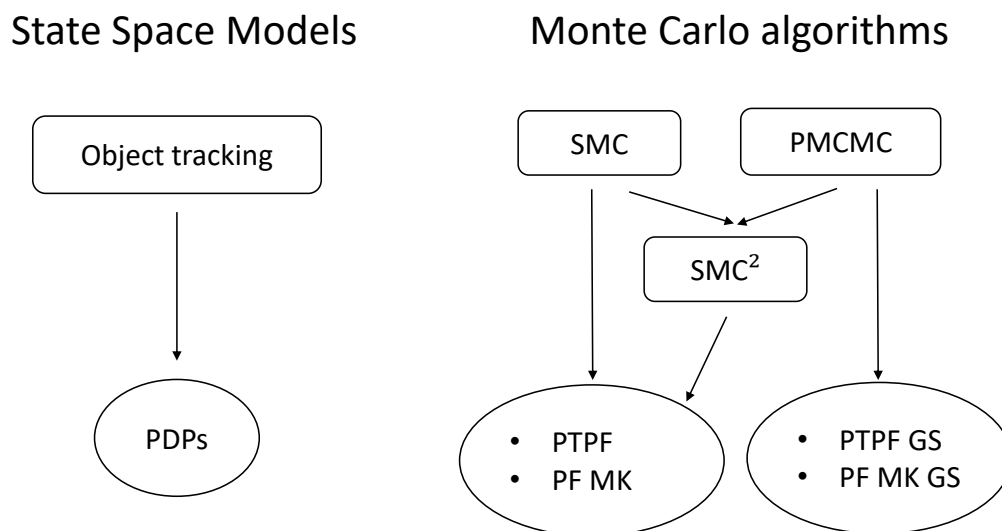 State Space Models
Monte Carlo algorithms
Object tracking
SMC
PMCMC
SMC²
PDPs
• PTPF
• PF MK
• PTPF GS
• PF MK GS